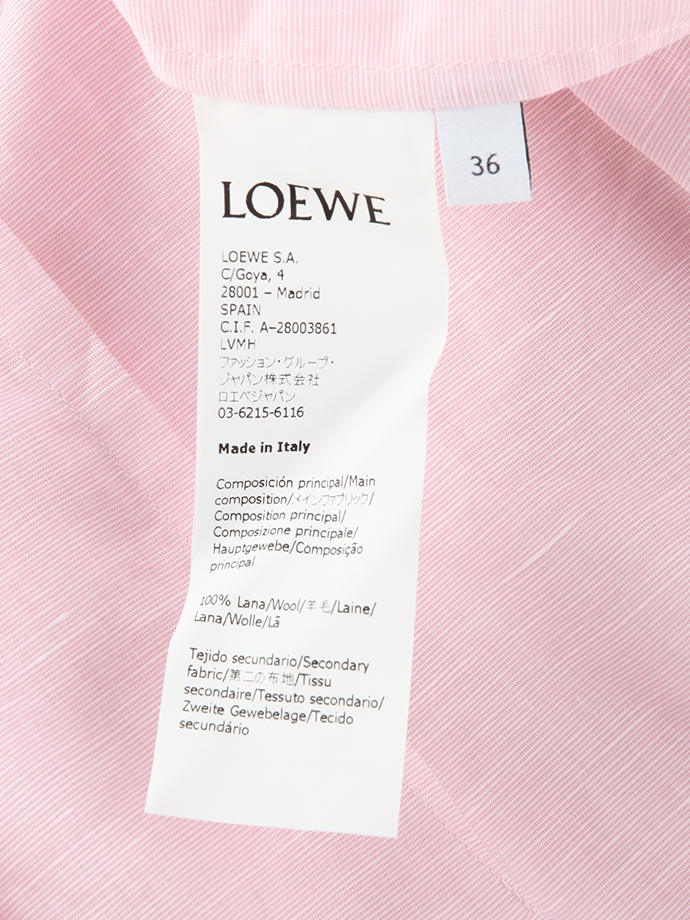 LOEWE
36
LOEWE S.A.
C/Goya, 4
28001 – Madrid
SPAIN
C.I.F. A–28003861
LVMH
ファッション・グループ・
ジャパン株式会社
ロエベジャパン
03-6215-6116
Made in Italy
Composición principal/Main
composition/メインファブリック/
Composition principal/
Composizione principale/
Hauptgewebe/Composição
principal
100% Lana/Wool/羊毛/Laine/
Lana/Wolle/Lã
Tejido secundario/Secondary
fabric/第二の布地/Tissu
secondaire/Tessuto secondario/
Zweite Gewebelage/Tecido
secundário